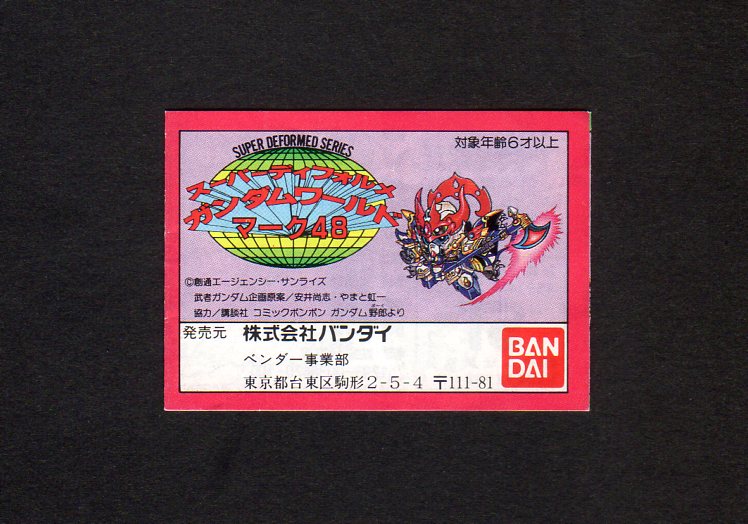 SUPER DEFORMED SERIES
対象年齢6才以上
スーパーディフォルメ
ガンダムワールド
マーク48
©創通エージェンシー・サンライズ
武者ガンダム企画原案/安井尚志・やまと虹一
協力/講談社 コミックボンボン ガンダム野郎より
ボーイ
発売元 株式会社バンダイ
ベンダー事業部
東京都台東区駒形2-5-4 〒111-81
BAN
DAI